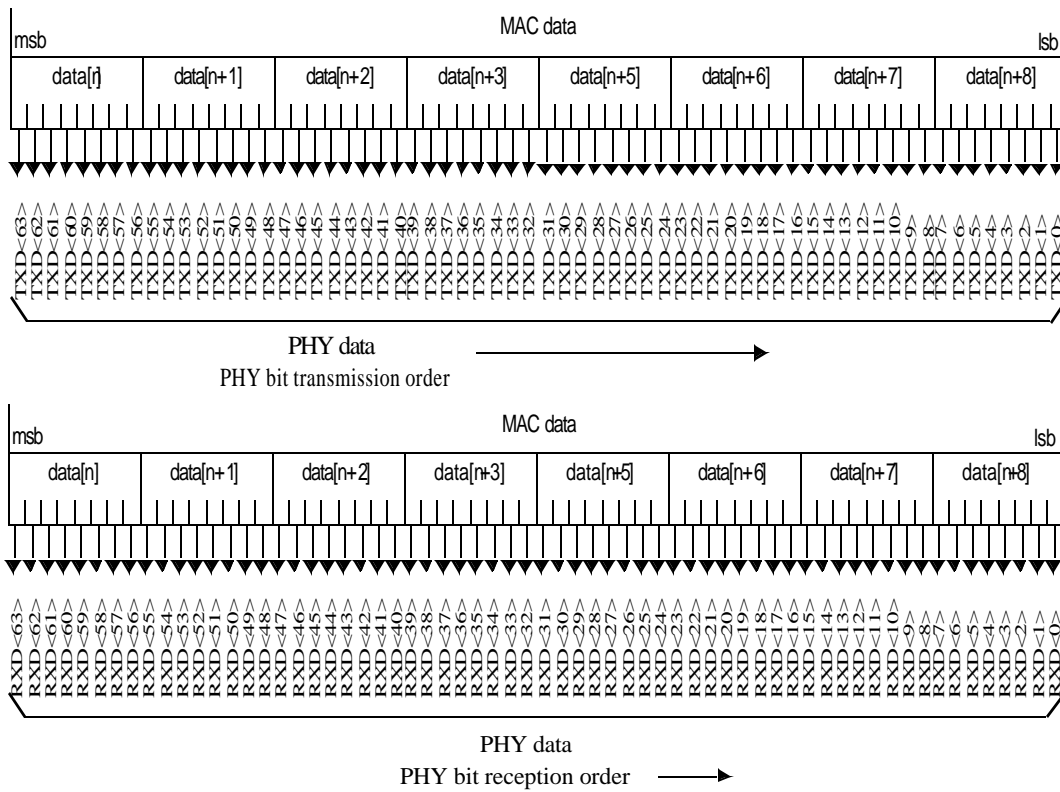 MAC data
msb lsb
data[n] data[n+1] data[n+2] data[n+3] data[n+5] data[n+6] data[n+7] data[n+8]
TXD<63> TXD<62> TXD<61> TXD<60> TXD<59> TXD<58> TXD<57> TXD<56> TXD<55> TXD<54> TXD<53> TXD<52> TXD<51> TXD<50> TXD<49> TXD<48> TXD<47> TXD<46> TXD<45> TXD<44> TXD<43> TXD<42> TXD<41> TXD<40> TXD<39> TXD<38> TXD<37> TXD<36> TXD<35> TXD<34> TXD<33> TXD<32> TXD<31> TXD<30> TXD<29> TXD<28> TXD<27> TXD<26> TXD<25> TXD<24> TXD<23> TXD<22> TXD<21> TXD<20> TXD<19> TXD<18> TXD<17> TXD<16> TXD<15> TXD<14> TXD<13> TXD<12> TXD<11> TXD<10> TXD<9> TXD<8> TXD<7> TXD<6> TXD<5> TXD<4> TXD<3> TXD<2> TXD<1> TXD<0>
PHY data
PHY bit transmission order
MAC data
msb lsb
data[n] data[n+1] data[n+2] data[n+3] data[n+5] data[n+6] data[n+7] data[n+8]
RXD<63> RXD<62> RXD<61> RXD<60> RXD<59> RXD<58> RXD<57> RXD<56> RXD<55> RXD<54> RXD<53> RXD<52> RXD<51> RXD<50> RXD<49> RXD<48> RXD<47> RXD<46> RXD<45> RXD<44> RXD<43> RXD<42> RXD<41> RXD<40> RXD<39> RXD<38> RXD<37> RXD<36> RXD<35> RXD<34> RXD<33> RXD<32> RXD<31> RXD<30> RXD<29> RXD<28> RXD<27> RXD<26> RXD<25> RXD<24> RXD<23> RXD<22> RXD<21> RXD<20> RXD<19> RXD<18> RXD<17> RXD<16> RXD<15> RXD<14> RXD<13> RXD<12> RXD<11> RXD<10> RXD<9> RXD<8> RXD<7> RXD<6> RXD<5> RXD<4> RXD<3> RXD<2> RXD<1> RXD<0>
PHY data
PHY bit reception order